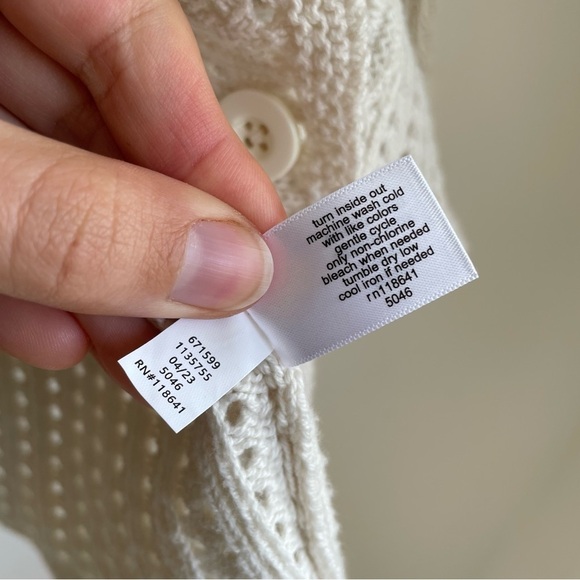 turn inside out
machine wash cold
with like colors
gentle cycle
only non-chlorine
bleach when needed
tumble dry low
cool iron if needed
rn118641
5046
671599
1135755
04/23
5046
RN#118641